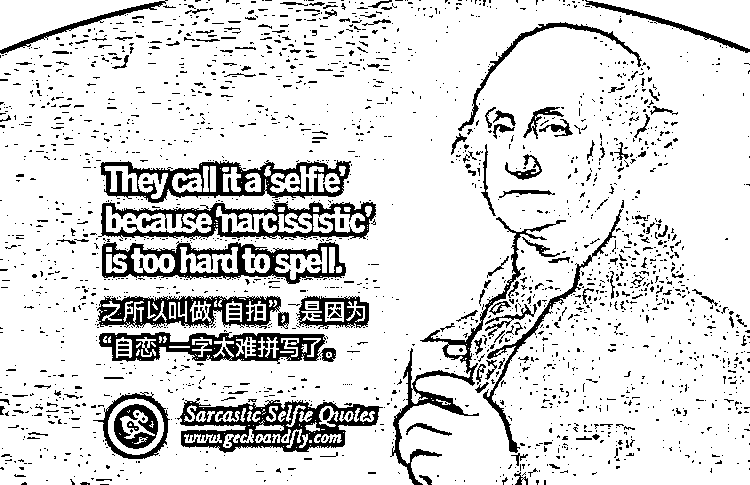 They call it a ‘selfie’
because ‘narcissistic’
is too hard to spell.
之所以叫做“自拍”，是因为
“自恋”一字太难拼写了。
Sarcastic Selfie Quotes
www.geckoandfly.com